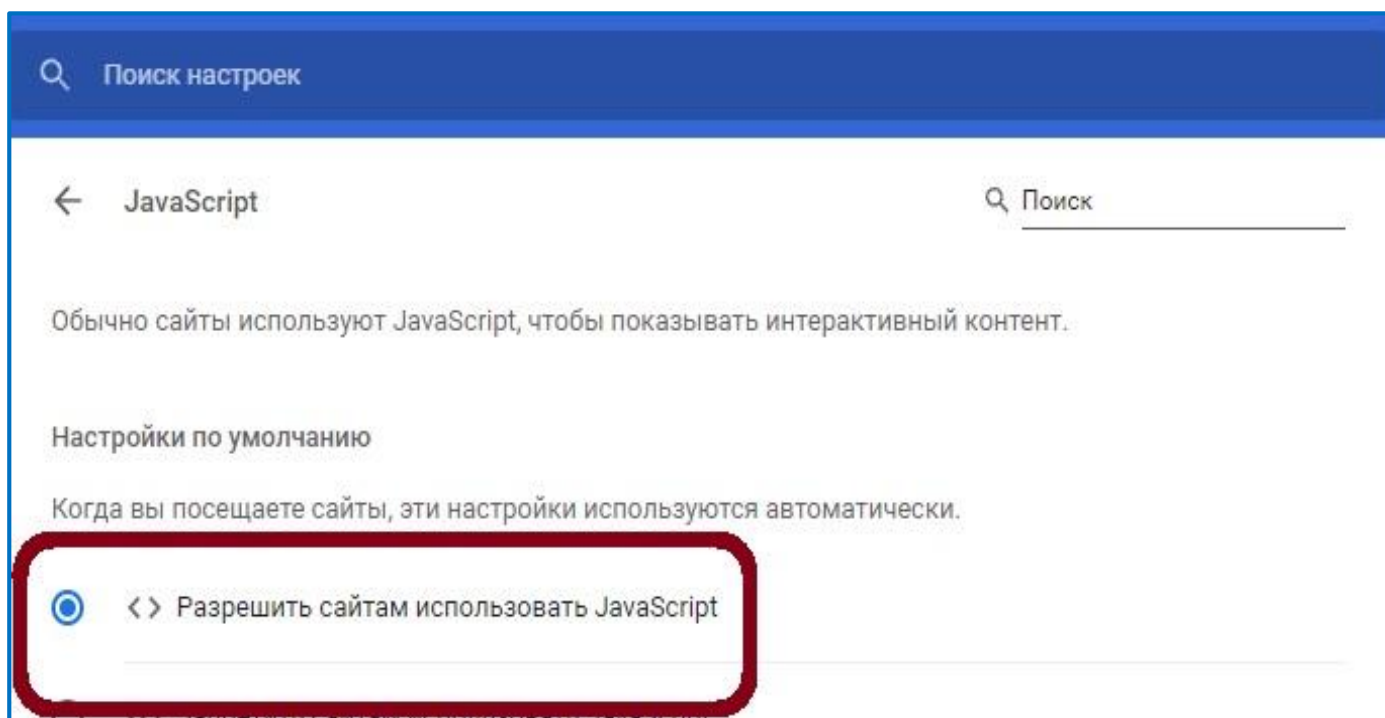 Поиск настроек
JavaScript
Поиск
Обычно сайты используют JavaScript, чтобы показывать интерактивный контент.
Настройки по умолчанию
Когда вы посещаете сайты, эти настройки используются автоматически.
<> Разрешить сайтам использовать JavaScript